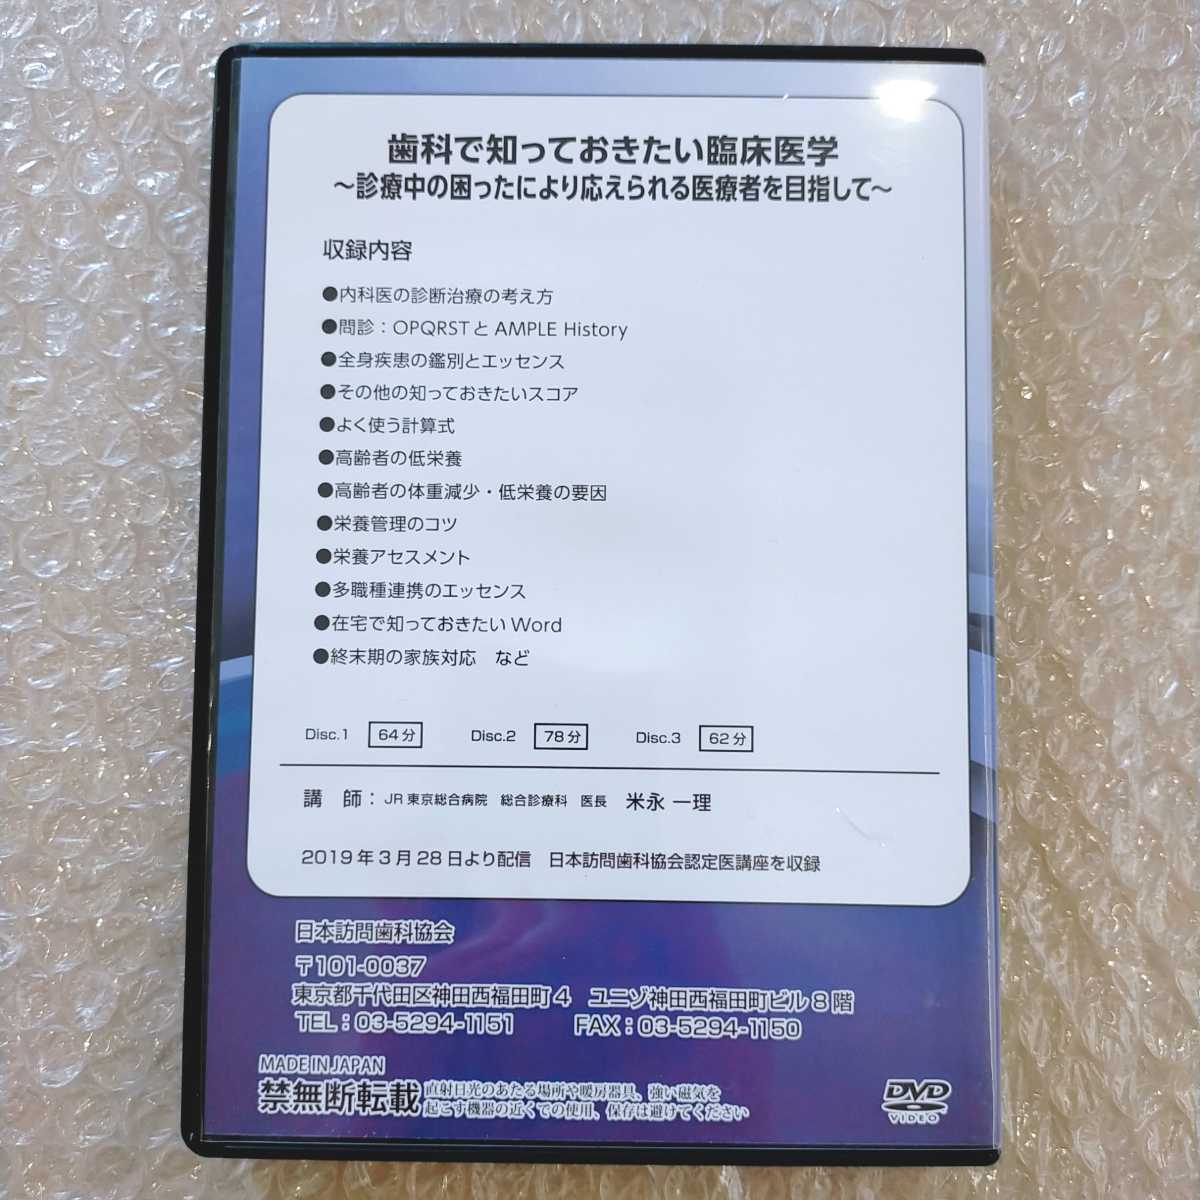 歯科で知っておきたい臨床医学
～診療中の困ったにより応えられる医療者を目指して～
収録内容
●内科医の診断治療の考え方
●問診：OPQRSTとAMPLE History
●全身疾患の鑑別とエッセンス
●その他の知っておきたいスコア
●よく使う計算式
●高齢者の低栄養
●高齢者の体重減少・低栄養の要因
●栄養管理のコツ
●栄養アセスメント
●多職種連携のエッセンス
●在宅で知っておきたいWord
●終末期の家族対応　など
Disc.1 64分 Disc.2 78分 Disc.3 62分
講　師：JR東京総合病院　総合診療科　医長　米永 一理
2019年3月28日より配信　日本訪問歯科協会認定医講座を収録
日本訪問歯科協会
〒101-0037
東京都千代田区神田西福田町4　ユニゾ神田西福田町ビル8階
TEL：03-5294-1151　FAX：03-5294-1150
MADE IN JAPAN
禁無断転載 直射日光のあたる場所や暖房器具、強い磁気を
起こす機器の近くでの使用、保存は避けてください
DVD
VIDEO